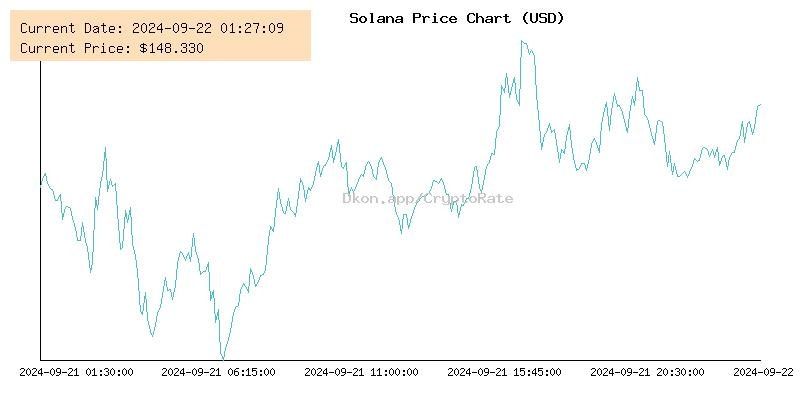 Solana Price Chart (USD)
Current Date: 2024-09-22 01:27:09
Current Price: $148.330
Dkon.app/CryptoRate
2024-09-21 01:30:00 2024-09-21 06:15:00 2024-09-21 11:00:00 2024-09-21 15:45:00 2024-09-21 20:30:00 2024-09-22